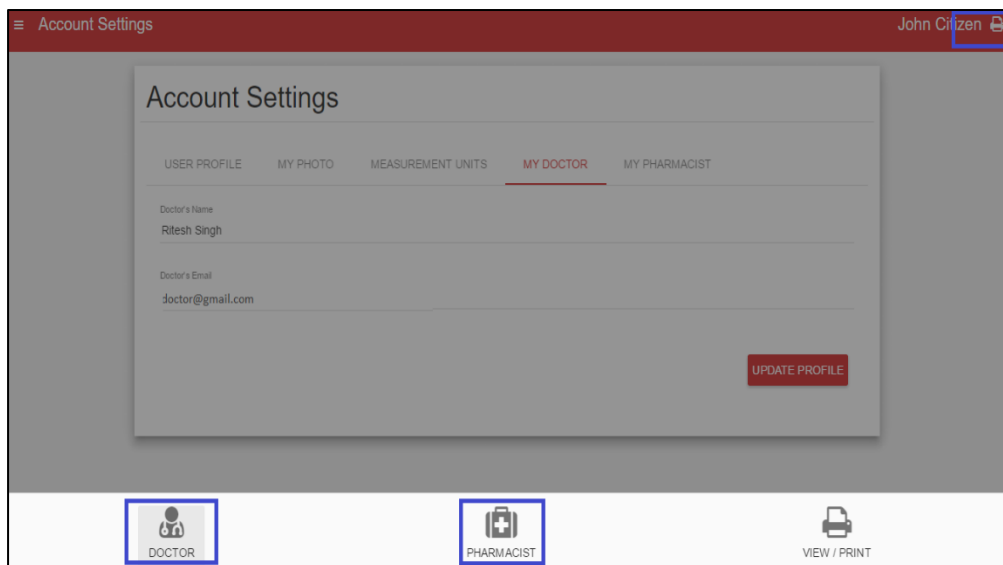 Account Settings John Citizen
Account Settings
USER PROFILE MY PHOTO MEASUREMENT UNITS MY DOCTOR MY PHARMACIST
Doctor's Name
Ritesh Singh
Doctor's Email
doctor@gmail.com
UPDATE PROFILE
DOCTOR PHARMACIST VIEW / PRINT